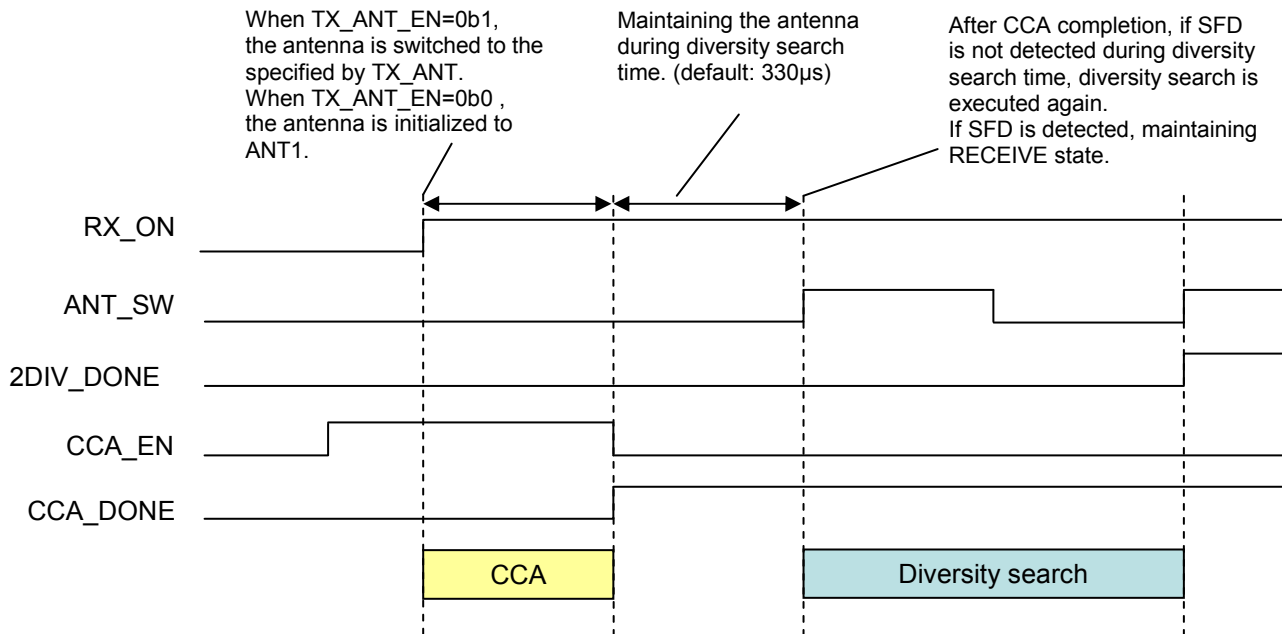 When TX_ANT_EN=0b1,
the antenna is switched to the
specified by TX_ANT.
When TX_ANT_EN=0b0 ,
the antenna is initialized to
ANT1.
Maintaining the antenna
during diversity search
time. (default: 330µs)
After CCA completion, if SFD
is not detected during diversity
search time, diversity search is
executed again.
If SFD is detected, maintaining
RECEIVE state.
RX_ON
ANT_SW
2DIV_DONE
CCA_EN
CCA_DONE
CCA
Diversity search